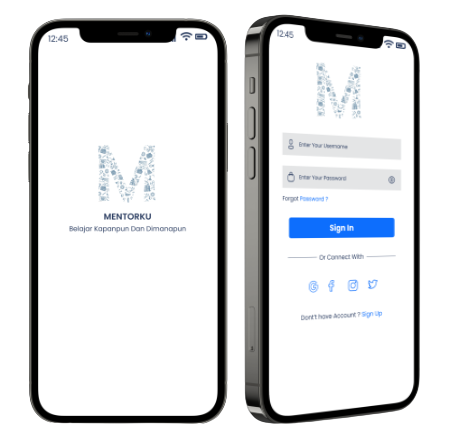 12:45
M
MENTORKU
Belajar Kapanpun Dan Dimanapun
12:45
M
Enter Your Username
Enter Your Password
Forgot Password ?
Sign In
Or Connect With
Don't have Account ? Sign Up